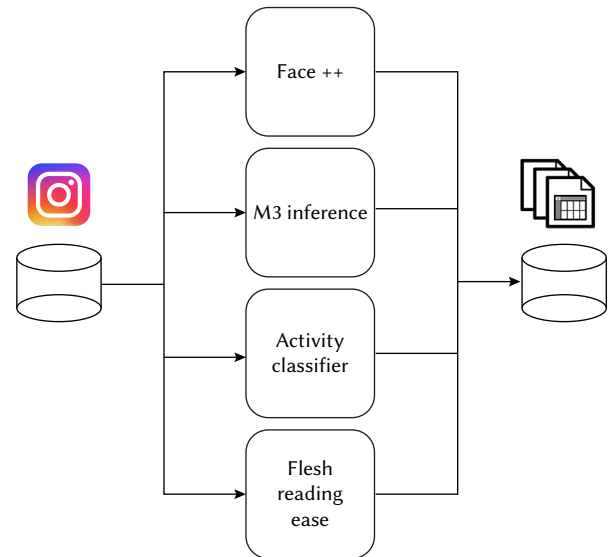 Face ++
M3 inference
Activity
classifier
Flesh
reading
ease